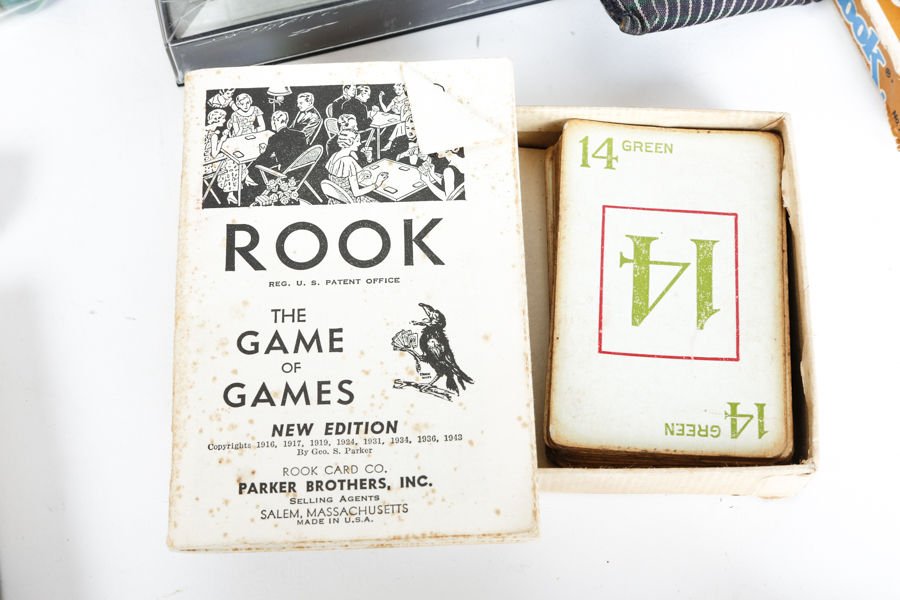 ROOK
REG. U. S. PATENT OFFICE
THE
GAME
OF
GAMES
NEW EDITION
Copyrights 1916, 1917, 1919, 1924, 1931, 1934, 1936, 1943
By Geo. S. Parker
ROOK CARD CO.
PARKER BROTHERS, INC.
SELLING AGENTS
SALEM, MASSACHUSETTS
MADE IN U.S.A.
14 GREEN
14
14 GREEN
ook®